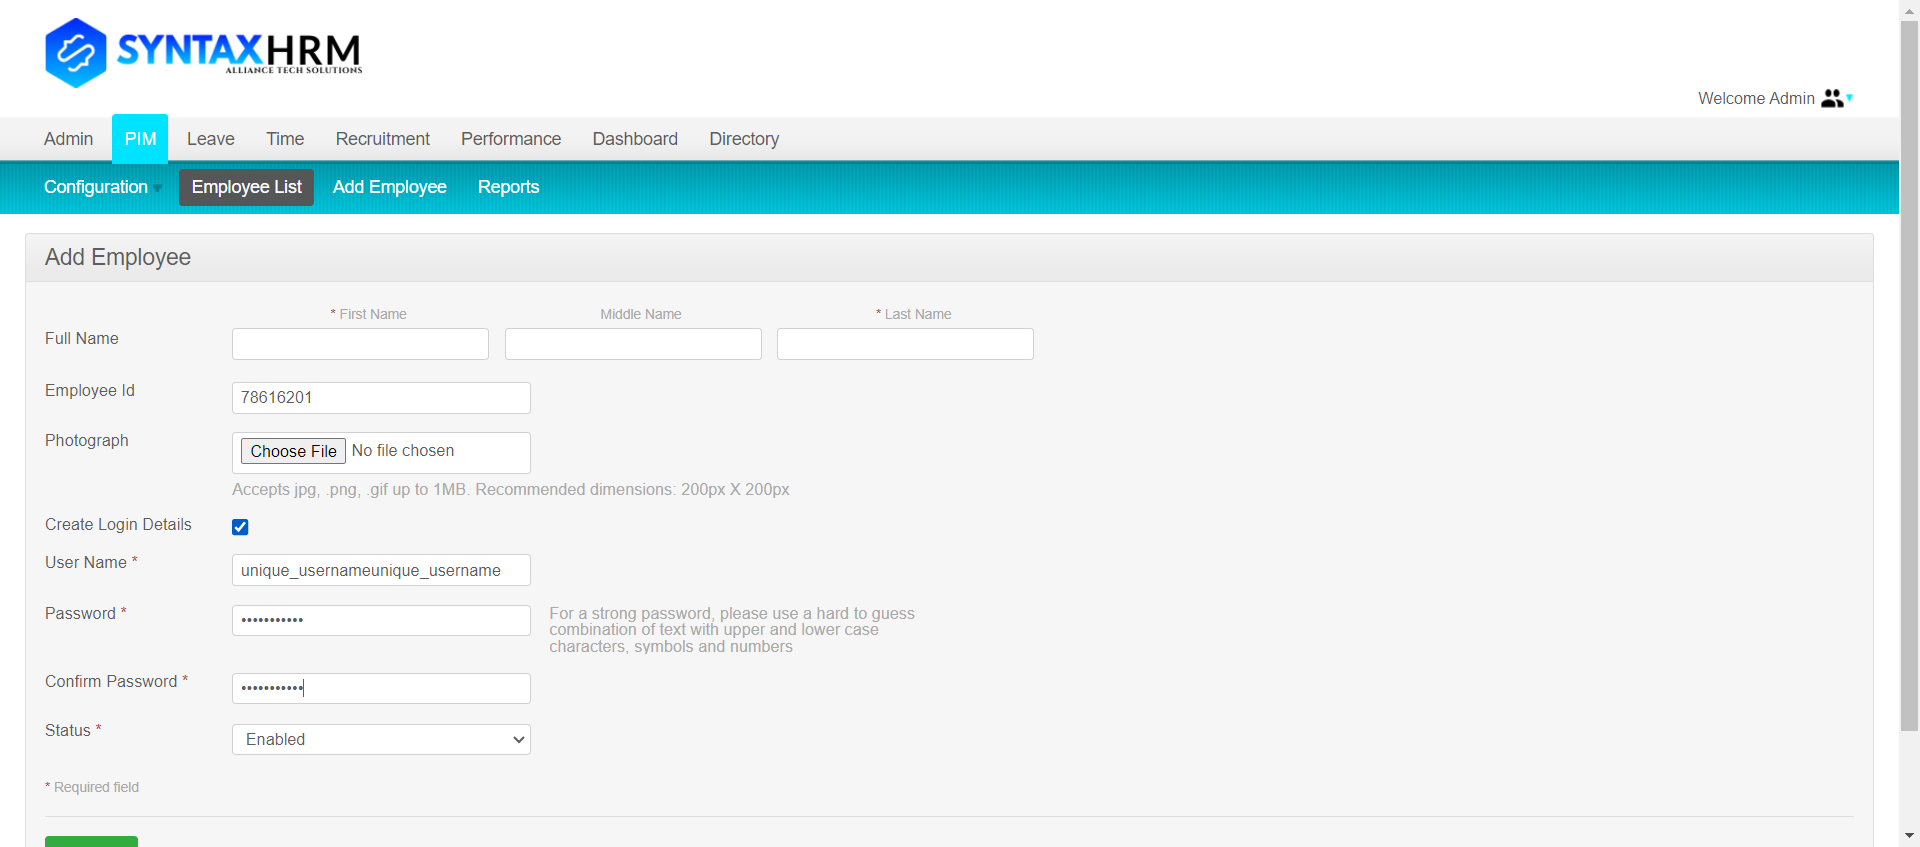 SYNTAXHRM
ALLIANCE TECH SOLUTIONS
Welcome Admin
Admin PIM Leave Time Recruitment Performance Dashboard Directory
Configuration Employee List Add Employee Reports
Add Employee
* First Name Middle Name * Last Name
Full Name
Employee Id 78616201
Photograph Choose File No file chosen
Accepts jpg, .png, .gif up to 1MB. Recommended dimensions: 200px X 200px
Create Login Details
User Name * unique_usernameunique_username
Password * ••••••••••• For a strong password, please use a hard to guess
combination of text with upper and lower case
characters, symbols and numbers
Confirm Password * •••••••••••
Status * Enabled
* Required field